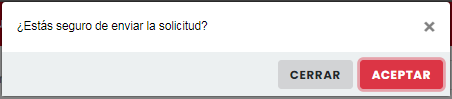 ¿Estás seguro de enviar la solicitud?
×
CERRAR ACEPTAR